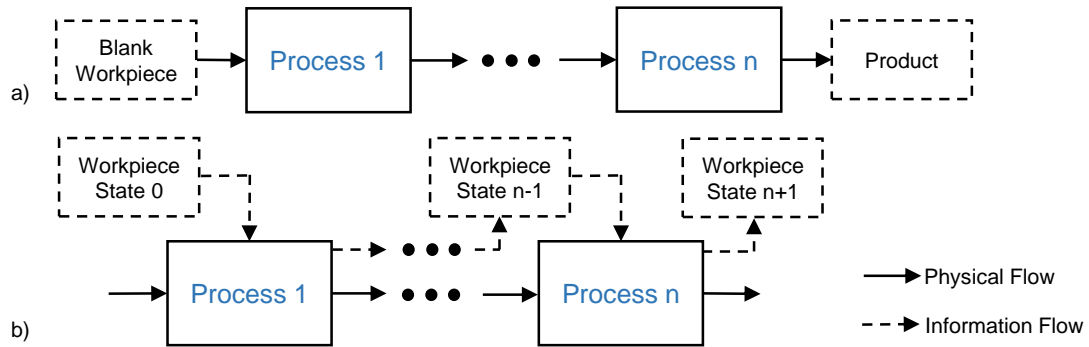 Blank
Workpiece
Process 1
Process n
Product
a)
Workpiece
State 0
Workpiece
State n-1
Workpiece
State n+1
Process 1
Process n
Physical Flow
Information Flow
b)